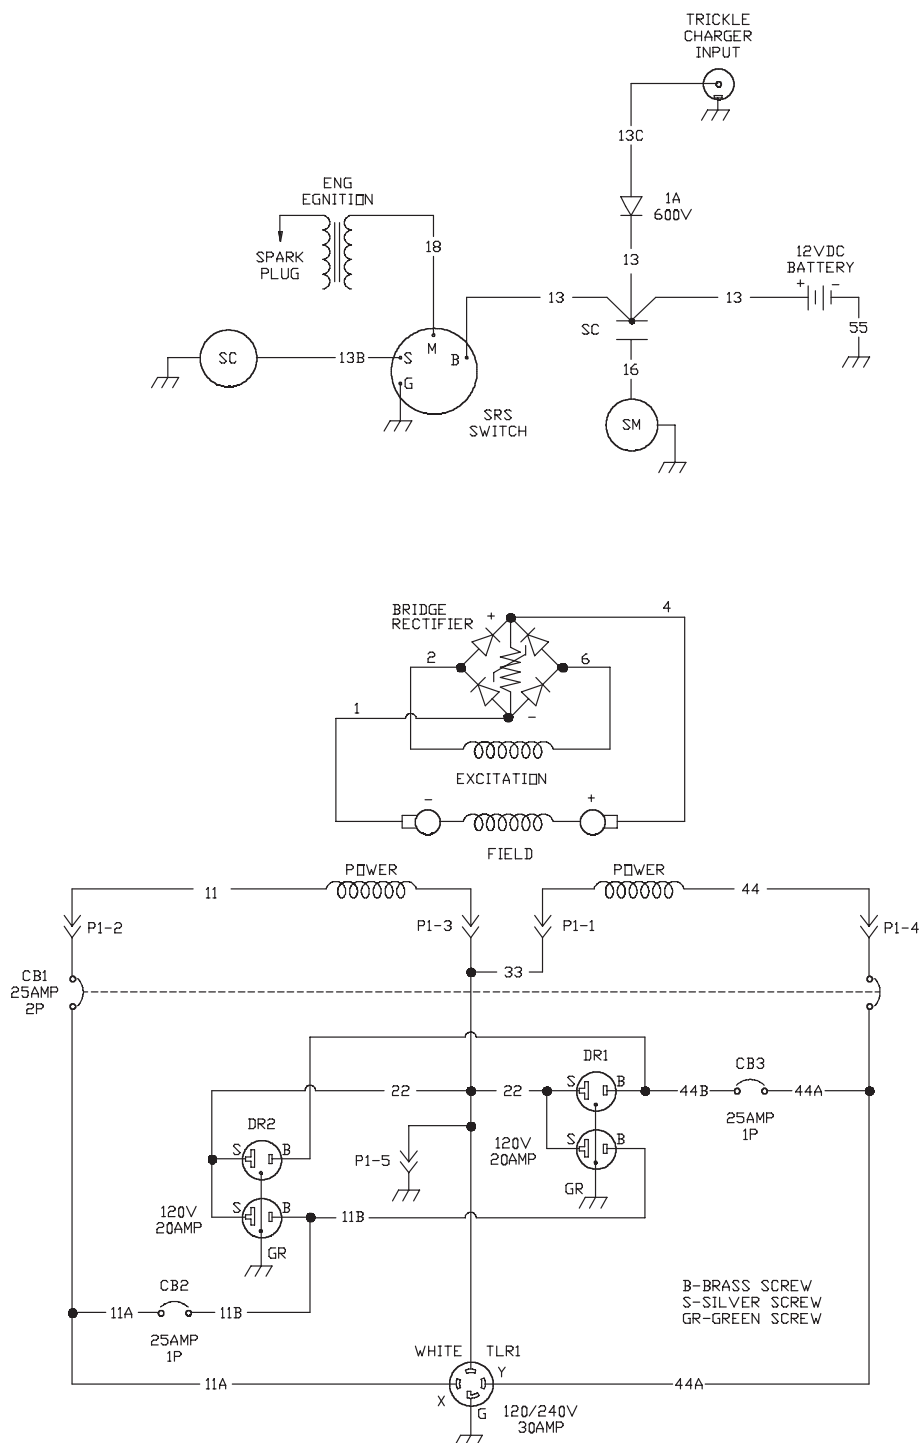 TRICKLE
CHARGER
INPUT
13C
1A
600V
ENG
EGNITION
18
SPARK
PLUG
13
12VDC
BATTERY
+ -
13
13
SC
55
SC
13B
S
M
B
G
16
SRS
SWITCH
SM
BRIDGE
RECTIFIER
+
4
2
6
1
-
EXCITATION
-
+
FIELD
POWER
POWER
11
44
P1-2
P1-3
P1-1
P1-4
33
CB1
25AMP
2P
DR1
CB3
S
B
22
22
44B
44A
DR2
25AMP
1P
S
B
120V
20AMP
S
B
P1-5
GR
S
B
120V
20AMP
11B
GR
CB2
B-BRASS SCREW
S-SILVER SCREW
GR-GREEN SCREW
11A
11B
25AMP
1P
WHITE
TLR1
Y
11A
44A
X
G
120/240V
30AMP